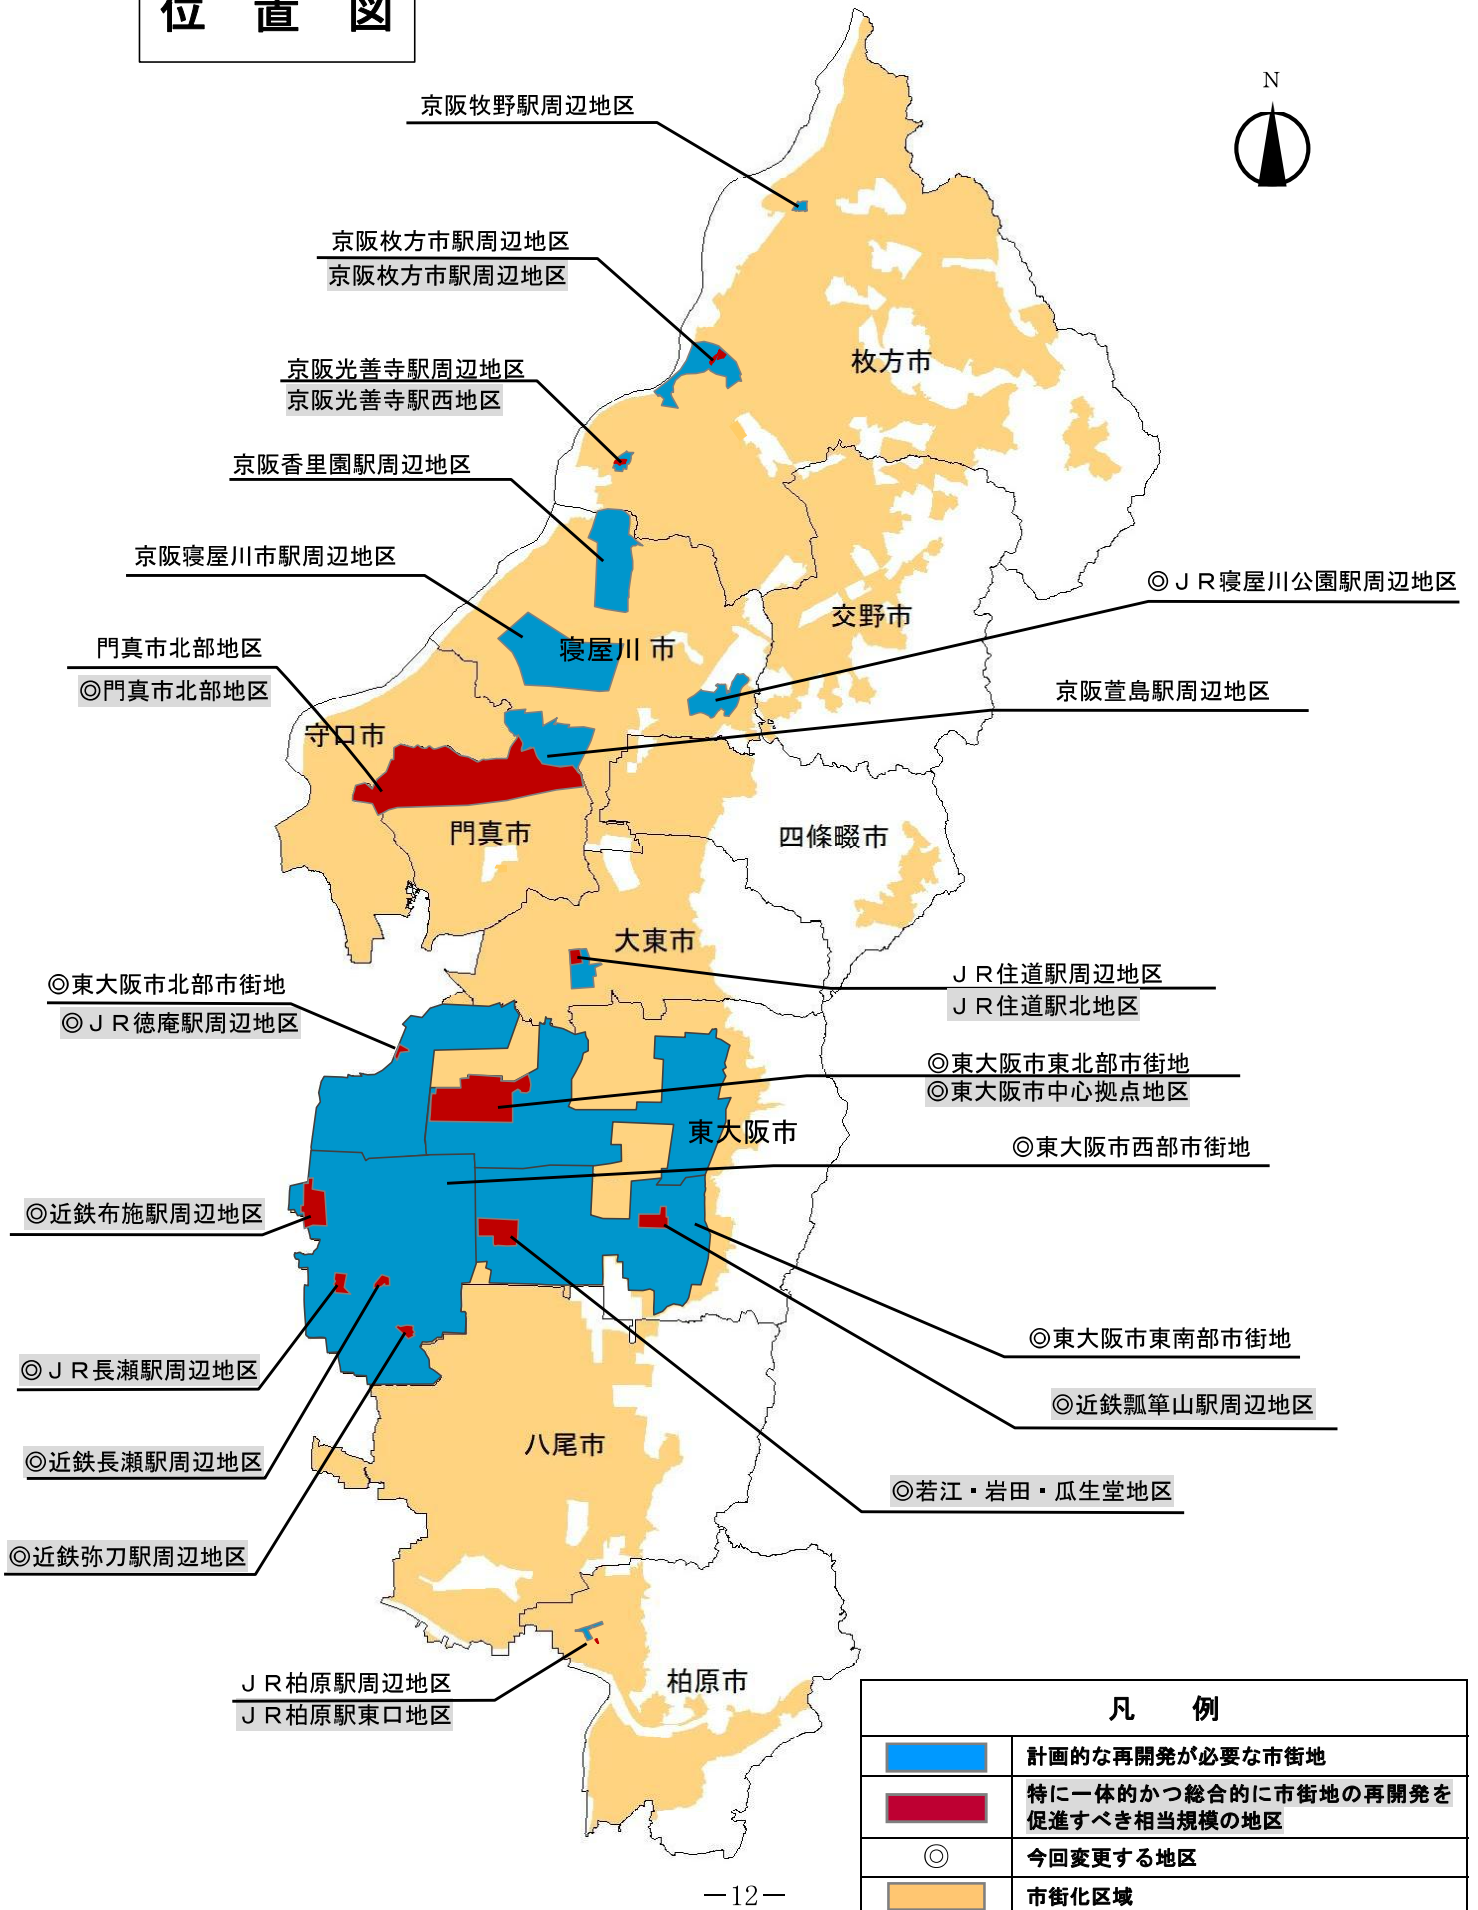 位 置 図
N
京阪牧野駅周辺地区
京阪枚方市駅周辺地区
京阪枚方市駅周辺地区
枚方市
京阪光善寺駅周辺地区
京阪光善寺駅西地区
京阪香里園駅周辺地区
京阪寝屋川市駅周辺地区
◎ＪＲ寝屋川公園駅周辺地区
交野市
門真市北部地区
◎門真市北部地区
寝屋川 市
京阪萱島駅周辺地区
守口市
門真市
四條畷市
大東市
◎東大阪市北部市街地
◎ＪＲ徳庵駅周辺地区
ＪＲ住道駅周辺地区
ＪＲ住道駅北地区
◎東大阪市東北部市街地
◎東大阪市中心拠点地区
東大阪市
◎東大阪市西部市街地
◎近鉄布施駅周辺地区
◎東大阪市東南部市街地
◎ＪＲ長瀬駅周辺地区
◎近鉄瓢箪山駅周辺地区
八尾市
◎近鉄長瀬駅周辺地区
◎若江・岩田・瓜生堂地区
◎近鉄弥刀駅周辺地区
ＪＲ柏原駅周辺地区
ＪＲ柏原駅東口地区
柏原市
凡 例
計画的な再開発が必要な市街地
特に一体的かつ総合的に市街地の再開発を
促進すべき相当規模の地区
◎ 今回変更する地区
市街化区域
－12－